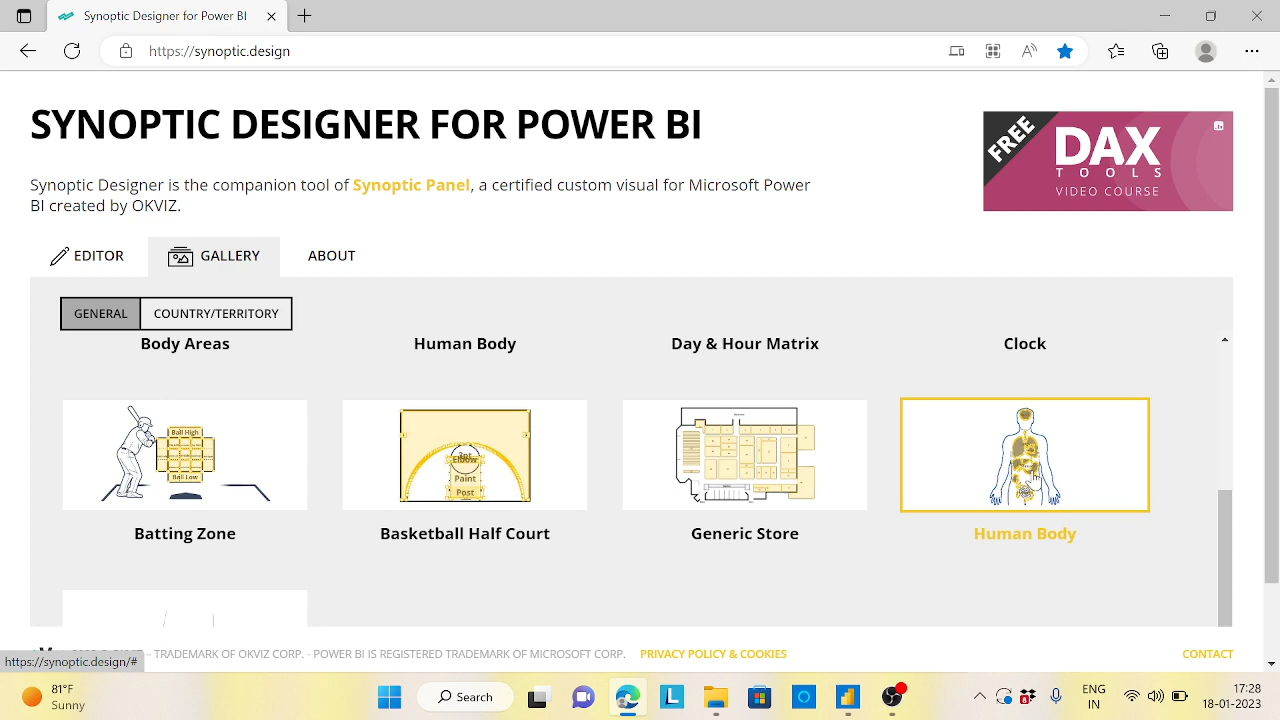 Synoptic Designer for Power BI
https://synoptic.design
SYNOPTIC DESIGNER FOR POWER BI
Synoptic Designer is the companion tool of Synoptic Panel, a certified custom visual for Microsoft Power
BI created by OKVIZ.
FREE
DAX
TOOLS
VIDEO COURSE
EDITOR
GALLERY
ABOUT
GENERAL
COUNTRY/TERRITORY
Body Areas
Human Body
Day & Hour Matrix
Clock
Ball High
Ball Low
Elbow
Paint
Post
Batting Zone
Basketball Half Court
Generic Store
Human Body
– TRADEMARK OF OKVIZ CORP. - POWER BI IS REGISTERED TRADEMARK OF MICROSOFT CORP.
PRIVACY POLICY & COOKIES
CONTACT
https://synoptic.design/#
81°F
Sunny
Search
ENG
IN
17:28
18-01-2023